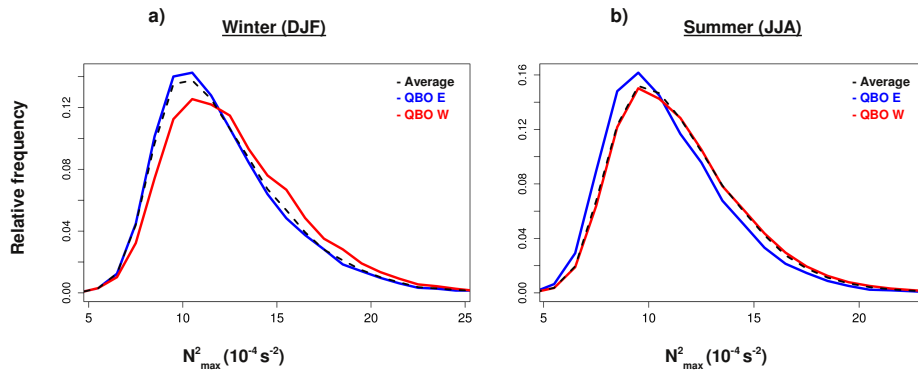 a)
Winter (DJF)
Relative frequency
0.00
0.04
0.08
0.12
Average
QBO E
QBO W
5
10
15
20
25
N²max (10⁻⁴ s⁻²)
b)
Summer (JJA)
0.00
0.04
0.08
0.12
0.16
Average
QBO E
QBO W
5
10
15
20
N²max (10⁻⁴ s⁻²)